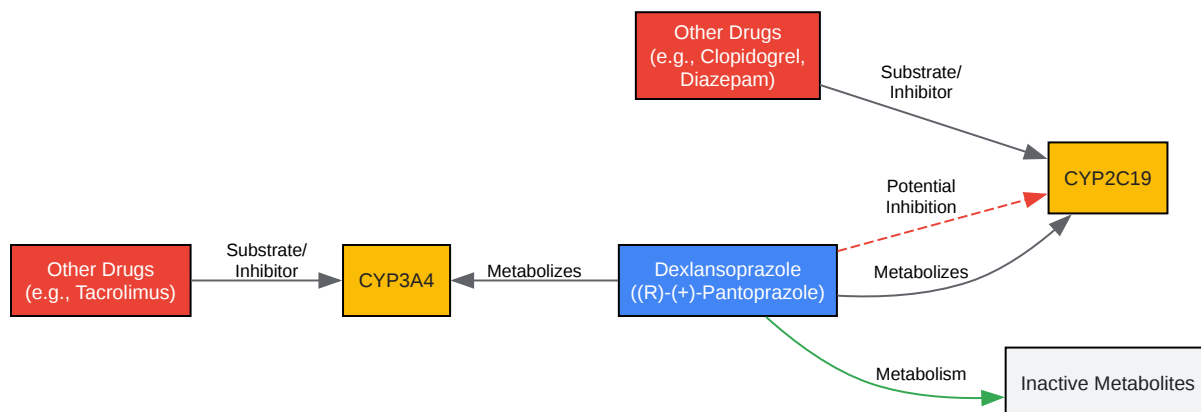 Other Drugs
(e.g., Clopidogrel,
Diazepam)
Substrate/
Inhibitor
CYP2C19
Potential
Inhibition
Other Drugs
(e.g., Tacrolimus)
Substrate/
Inhibitor
CYP3A4
Metabolizes
Dexlansoprazole
((R)-(+)-Pantoprazole)
Metabolizes
Metabolism
Inactive Metabolites